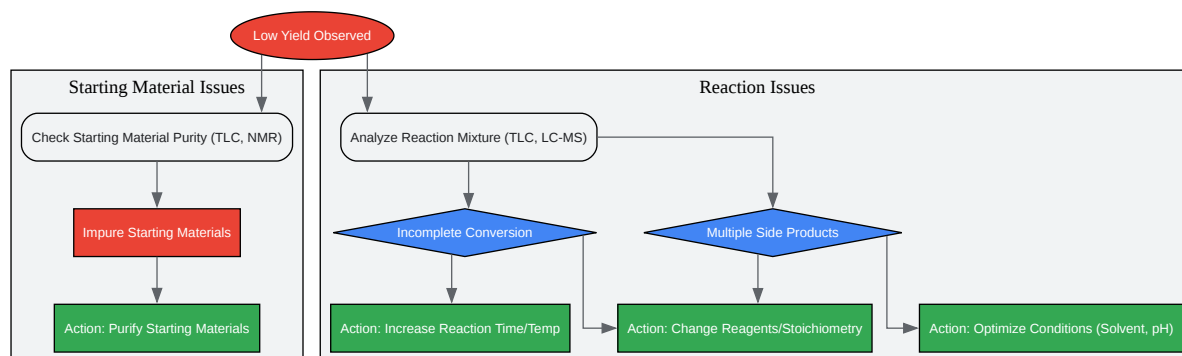 Low Yield Observed
Starting Material Issues
Reaction Issues
Check Starting Material Purity (TLC, NMR)
Analyze Reaction Mixture (TLC, LC-MS)
Impure Starting Materials
Incomplete Conversion
Multiple Side Products
Action: Purify Starting Materials
Action: Increase Reaction Time/Temp
Action: Change Reagents/Stoichiometry
Action: Optimize Conditions (Solvent, pH)